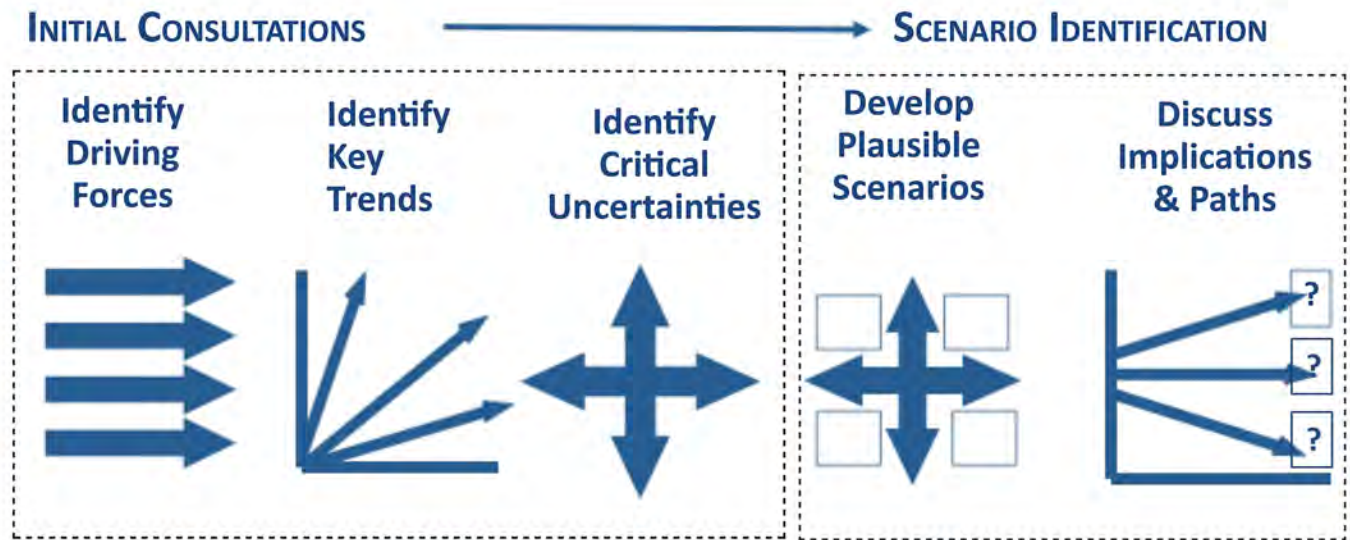 INITIAL CONSULTATIONS
SCENARIO IDENTIFICATION
Identify
Driving
Forces
Identify
Key
Trends
Identify
Critical
Uncertainties
Develop
Plausible
Scenarios
Discuss
Implications
& Paths
?
?
?